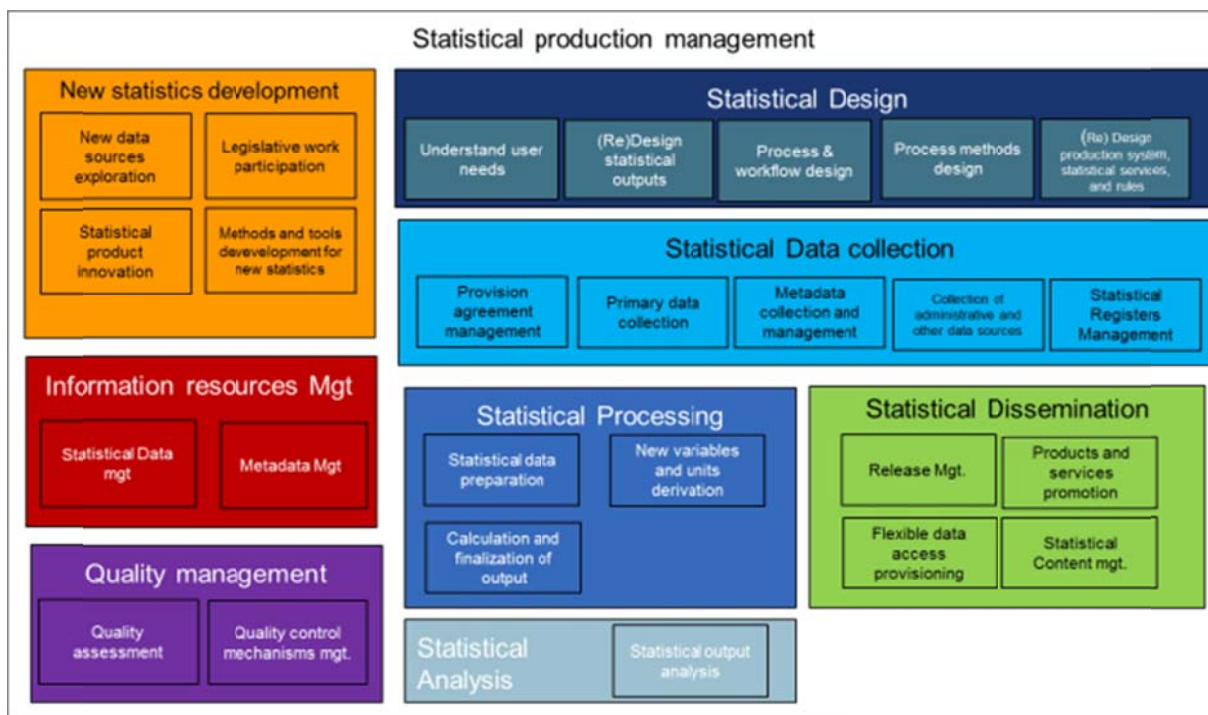 Statistical production management
New statistics development
New data
sources
exploration
Legislative work
participation
Statistical
product
innovation
Methods and tools
devevelopment for
new statistics
Statistical Design
Understand user
needs
(Re)Design
statistical
outputs
Process &
workflow design
Process methods
design
(Re) Design
production system,
statistical services,
and rules
Statistical Data collection
Provision
agreement
management
Primary data
collection
Metadata
collection and
management
Collection of
administrative and
other data sources
Statistical
Registers
Management
Information resources Mgt
Statistical Data
mgt
Metadata Mgt
Statistical Processing
Statistical data
preparation
New variables
and units
derivation
Calculation and
finalization of
output
Statistical Dissemination
Release Mgt.
Products and
services
promotion
Flexible data
access
provisioning
Statistical
Content mgt.
Quality management
Quality
assessment
Quality control
mechanisms mgt.
Statistical
Analysis
Statistical output
analysis